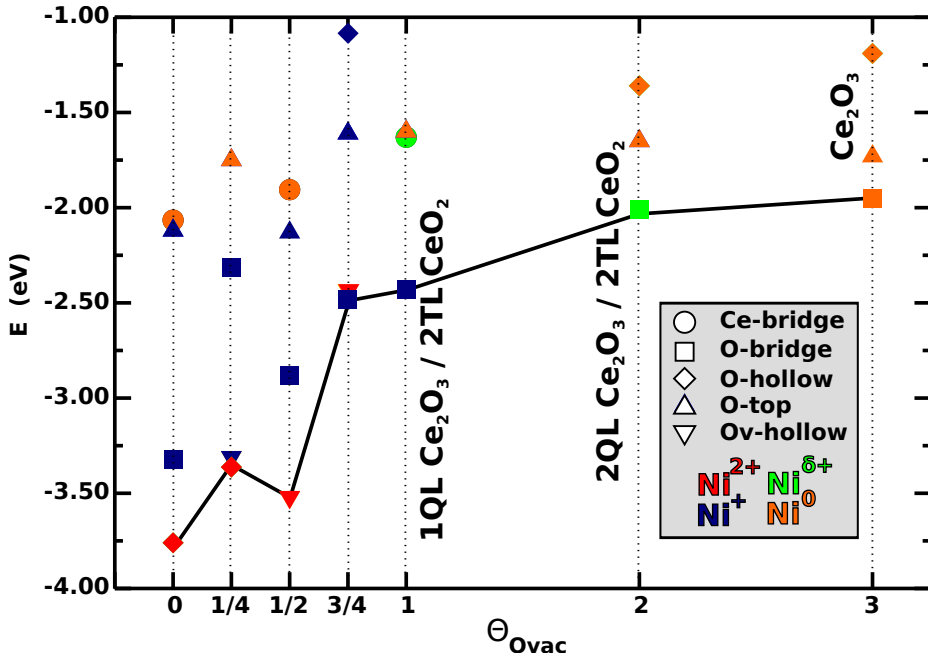 -1.00
-1.50
-2.00
-2.50
-3.00
-3.50
-4.00
E (eV)
0 1/4 1/2 3/4 1 2 3
ΘOvac
1QL Ce₂O₃ / 2TL CeO₂
2QL Ce₂O₃ / 2TL CeO₂
Ce₂O₃
Ce-bridge
O-bridge
O-hollow
O-top
Ov-hollow
Ni²⁺ Niᵟ⁺
Ni⁺ Ni⁰